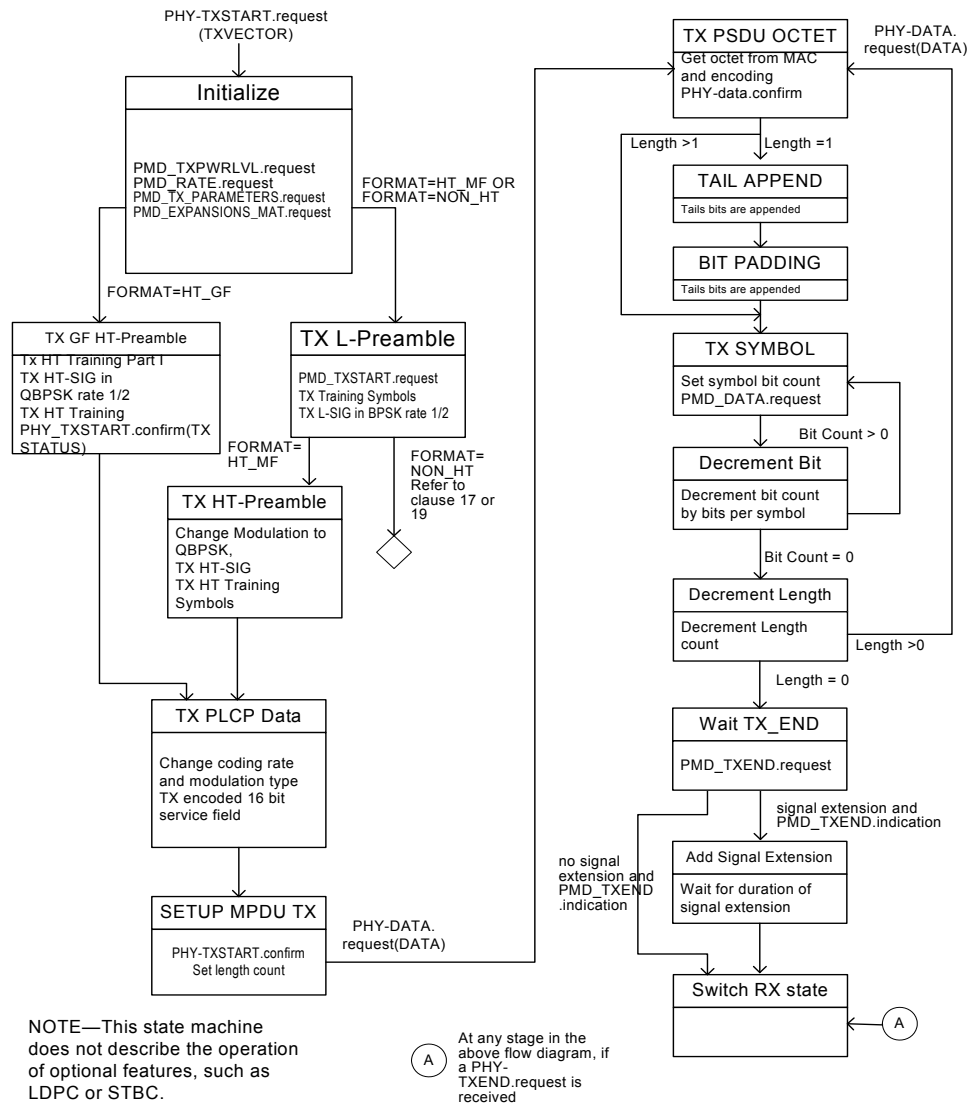 PHY-TXSTART.request
(TXVECTOR)
Initialize
PMD_TXPWRLVL.request
PMD_RATE.request
PMD_TX_PARAMETERS.request
PMD_EXPANSIONS_MAT.request
FORMAT=HT_MF OR
FORMAT=NON_HT
FORMAT=HT_GF
TX GF HT-Preamble
Tx HT Training Part I
TX HT-SIG in
QBPSK rate 1/2
TX HT Training
PHY_TXSTART.confirm(TX
STATUS)
TX L-Preamble
PMD_TXSTART.request
TX Training Symbols
TX L-SIG in BPSK rate 1/2
FORMAT=
HT_MF
FORMAT=
NON_HT
Refer to
clause 17 or
19
TX HT-Preamble
Change Modulation to
QBPSK,
TX HT-SIG
TX HT Training
Symbols
TX PLCP Data
Change coding rate
and modulation type
TX encoded 16 bit
service field
SETUP MPDU TX
PHY-TXSTART.confirm
Set length count
PHY-DATA.
request(DATA)
TX PSDU OCTET
Get octet from MAC
and encoding
PHY-data.confirm
PHY-DATA.
request(DATA)
Length >1
Length =1
TAIL APPEND
Tails bits are appended
BIT PADDING
Tails bits are appended
TX SYMBOL
Set symbol bit count
PMD_DATA.request
Bit Count > 0
Decrement Bit
Decrement bit count
by bits per symbol
Bit Count = 0
Decrement Length
Decrement Length
count
Length >0
Length = 0
Wait TX_END
PMD_TXEND.request
signal extension and
PMD_TXEND.indication
no signal
extension and
PMD_TXEND
.indication
Add Signal Extension
Wait for duration of
signal extension
Switch RX state
A
NOTE—This state machine
does not describe the operation
of optional features, such as
LDPC or STBC.
A
At any stage in the
above flow diagram, if
a PHY-
TXEND.request is
received